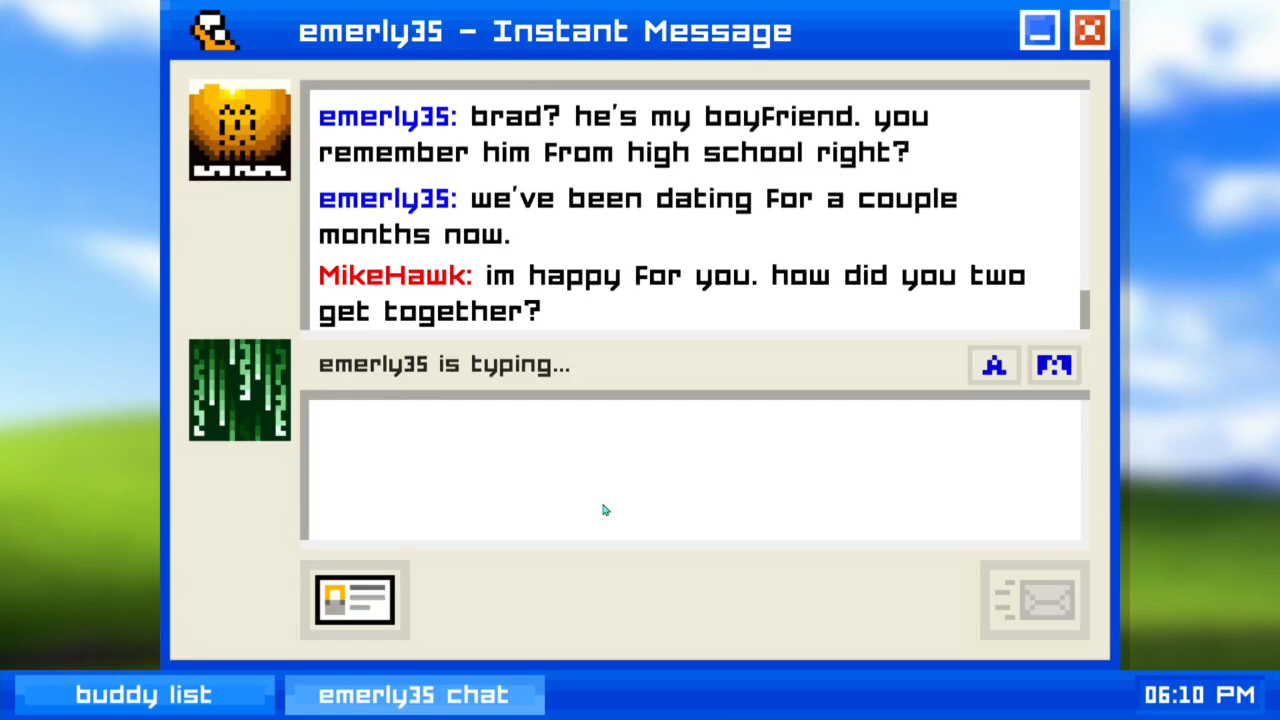 emerly35 - Instant Message
emerly35: brad? he's my boyfriend. you
remember him from high school right?
emerly35: we've been dating for a couple
months now.
MikeHawk: im happy for you. how did you two
get together?
emerly35 is typing...
A
buddy list
emerly35 chat
06:10 PM